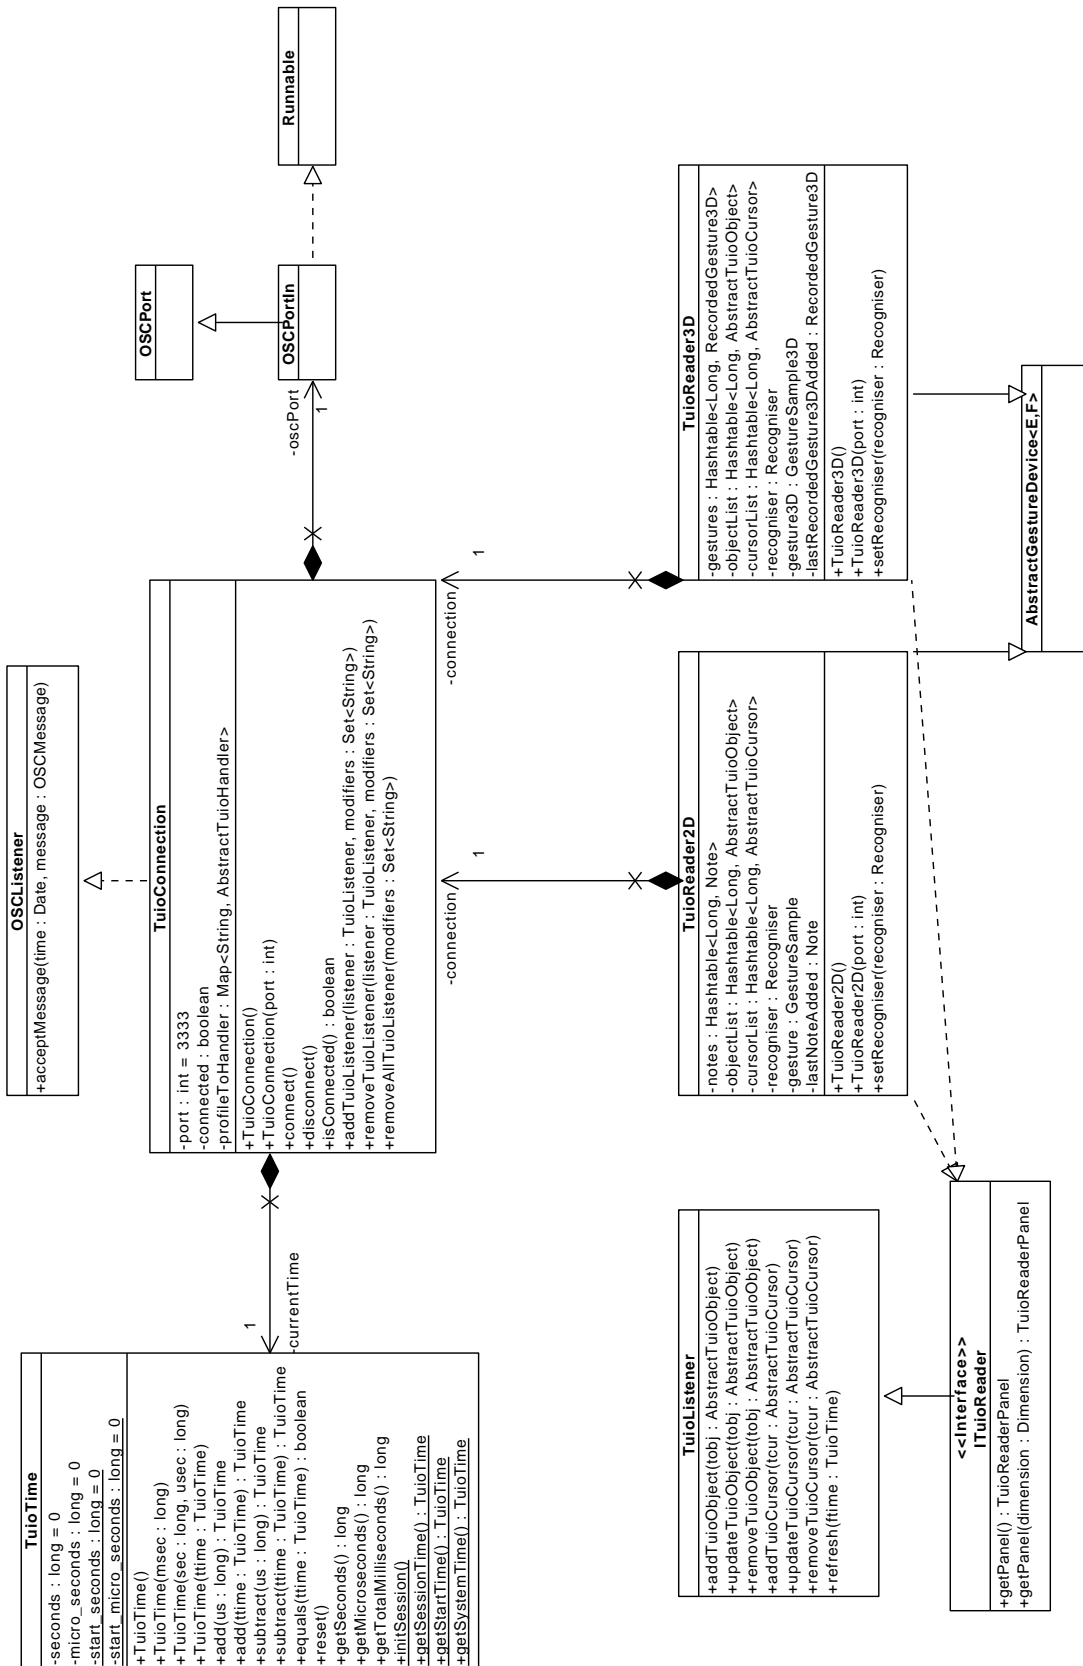 TuioTime
-seconds : long = 0
-micro_seconds : long = 0
-start_seconds : long = 0
-start_micro_seconds : long = 0
+TuioTime()
+TuioTime(msec : long)
+TuioTime(sec : long, usec : long)
+TuioTime(ttime : TuioTime)
+add(us : long) : TuioTime
+add(ttime : TuioTime) : TuioTime
+subtract(us : long) : TuioTime
+subtract(ttime : TuioTime) : TuioTime
+equals(ttime : TuioTime) : boolean
+reset()
+getSeconds() : long
+getMicroseconds() : long
+getTotalMilliseconds() : long
+initSession()
+getSessionTime() : TuioTime
+getStartTime() : TuioTime
+getSystemTime() : TuioTime
1
-currentTime
OSCListener
+acceptMessage(time : Date, message : OSCMessage)
TuioConnection
-port : int = 3333
-connected : boolean
-profileToHandler : Map<String, AbstractTuioHandler>
+TuioConnection()
+TuioConnection(port : int)
+connect()
+disconnect()
+isConnected() : boolean
+addTuioListener(listener : TuioListener, modifiers : Set<String>)
+removeTuioListener(listener : TuioListener, modifiers : Set<String>)
+removeAllTuioListener(modifiers : Set<String>)
-oscPort
1
OSCPort
OSCPortIn
Runnable
-connection
1
-connection
1
TuioListener
+addTuioObject(tobj : AbstractTuioObject)
+updateTuioObject(tobj : AbstractTuioObject)
+removeTuioObject(tobj : AbstractTuioObject)
+addTuioCursor(tcur : AbstractTuioCursor)
+updateTuioCursor(tcur : AbstractTuioCursor)
+removeTuioCursor(tcur : AbstractTuioCursor)
+refresh(ftime : TuioTime)
TuioReader2D
-notes : Hashtable<Long, Note>
-objectList : Hashtable<Long, AbstractTuioObject>
-cursorList : Hashtable<Long, AbstractTuioCursor>
-recogniser : Recogniser
-gesture : GestureSample
-lastNoteAdded : Note
+TuioReader2D()
+TuioReader2D(port : int)
+setRecogniser(recogniser : Recogniser)
TuioReader3D
-gestures : Hashtable<Long, RecordedGesture3D>
-objectList : Hashtable<Long, AbstractTuioObject>
-cursorList : Hashtable<Long, AbstractTuioCursor>
-recogniser : Recogniser
-gesture3D : GestureSample3D
-lastRecordedGesture3DAdded : RecordedGesture3D
+TuioReader3D()
+TuioReader3D(port : int)
+setRecogniser(recogniser : Recogniser)
<<Interface>>
ITuioReader
+getPanel() : TuioReaderPanel
+getPanel(dimension : Dimension) : TuioReaderPanel
AbstractGestureDevice<E,F>